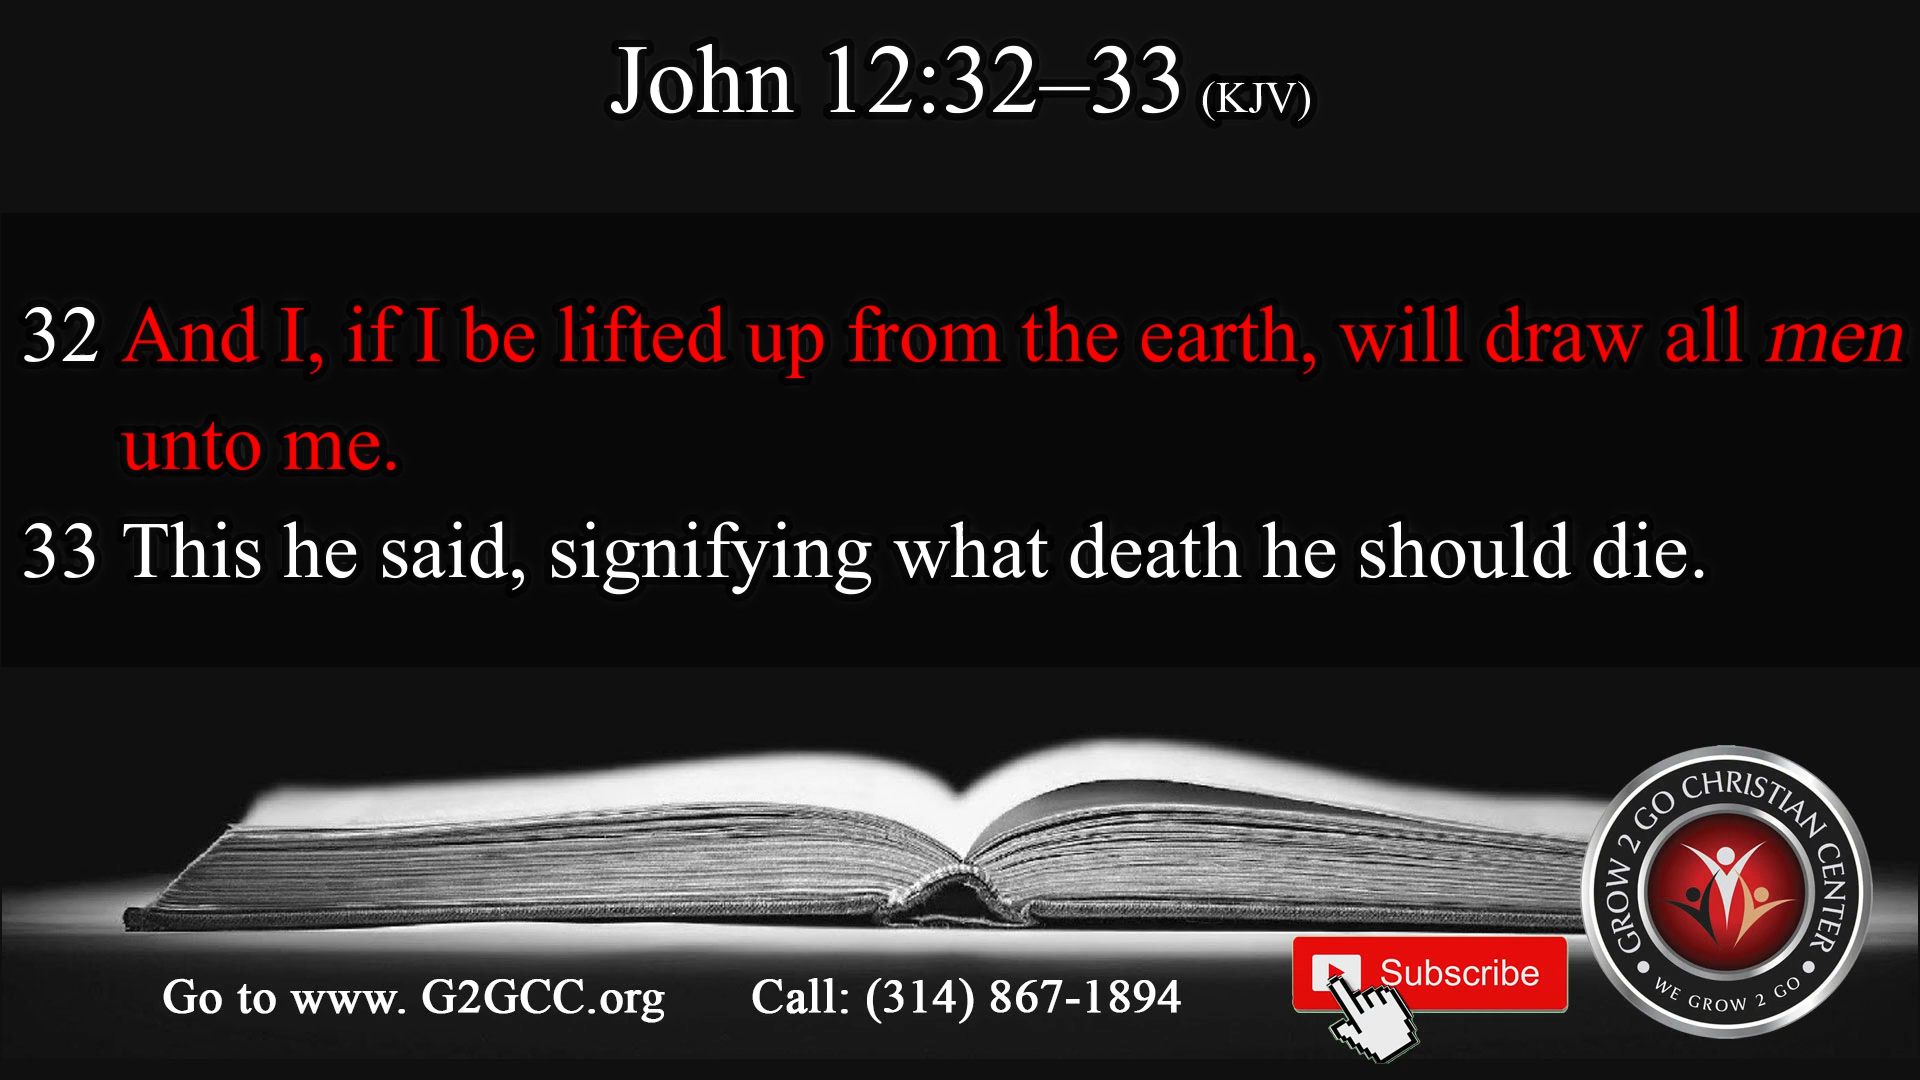 John 12:32–33 (KJV)
32 And I, if I be lifted up from the earth, will draw all men
unto me.
33 This he said, signifying what death he should die.
GROW 2 GO CHRISTIAN CENTER
• WE GROW 2 GO •
Go to www. G2GCC.org Call: (314) 867-1894
Subscribe